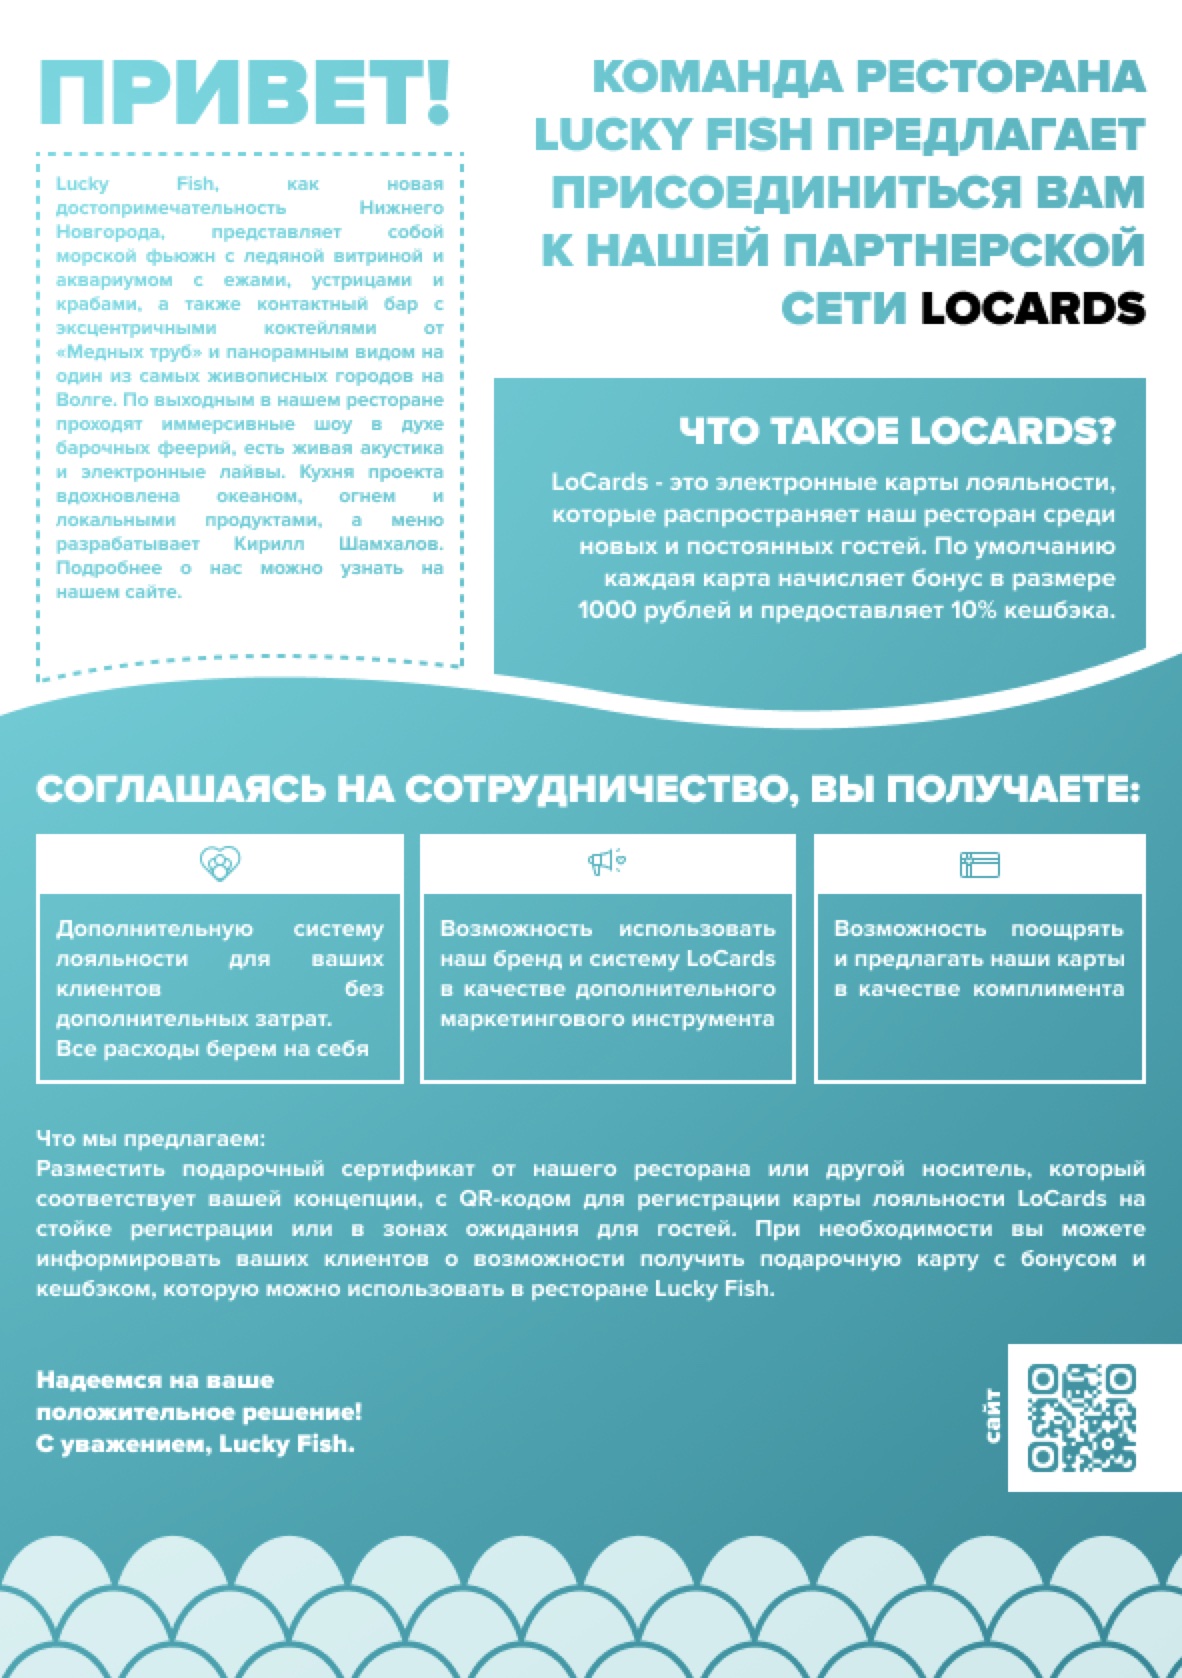 ПРИВЕТ!
Lucky Fish, как новая
достопримечательность Нижнего
Новгорода, представляет собой
морской фьюжн с ледяной витриной и
аквариумом с ежами, устрицами и
крабами, а также контактный бар с
эксцентричными коктейлями от
«Медных труб» и панорамным видом на
один из самых живописных городов на
Волге. По выходным в нашем ресторане
проходят иммерсивные шоу в духе
барочных феерий, есть живая акустика
и электронные лайвы. Кухня проекта
вдохновлена океаном, огнем и
локальными продуктами, а меню
разрабатывает Кирилл Шамхалов.
Подробнее о нас можно узнать на
нашем сайте.
КОМАНДА РЕСТОРАНА
LUCKY FISH ПРЕДЛАГАЕТ
ПРИСОЕДИНИТЬСЯ ВАМ
К НАШЕЙ ПАРТНЕРСКОЙ
СЕТИ LOCARDS
ЧТО ТАКОЕ LOCARDS?
LoCards - это электронные карты лояльности,
которые распространяет наш ресторан среди
новых и постоянных гостей. По умолчанию
каждая карта начисляет бонус в размере
1000 рублей и предоставляет 10% кешбэка.
СОГЛАШАЯСЬ НА СОТРУДНИЧЕСТВО, ВЫ ПОЛУЧАЕТЕ:
Дополнительную систему
лояльности для ваших
клиентов без
дополнительных затрат.
Все расходы берем на себя
Возможность использовать
наш бренд и систему LoCards
в качестве дополнительного
маркетингового инструмента
Возможность поощрять
и предлагать наши карты
в качестве комплимента
Что мы предлагаем:
Разместить подарочный сертификат от нашего ресторана или другой носитель, который
соответствует вашей концепции, с QR-кодом для регистрации карты лояльности LoCards на
стойке регистрации или в зонах ожидания для гостей. При необходимости вы можете
информировать ваших клиентов о возможности получить подарочную карту с бонусом и
кешбэком, которую можно использовать в ресторане Lucky Fish.
Надеемся на ваше
положительное решение!
С уважением, Lucky Fish.
сайт